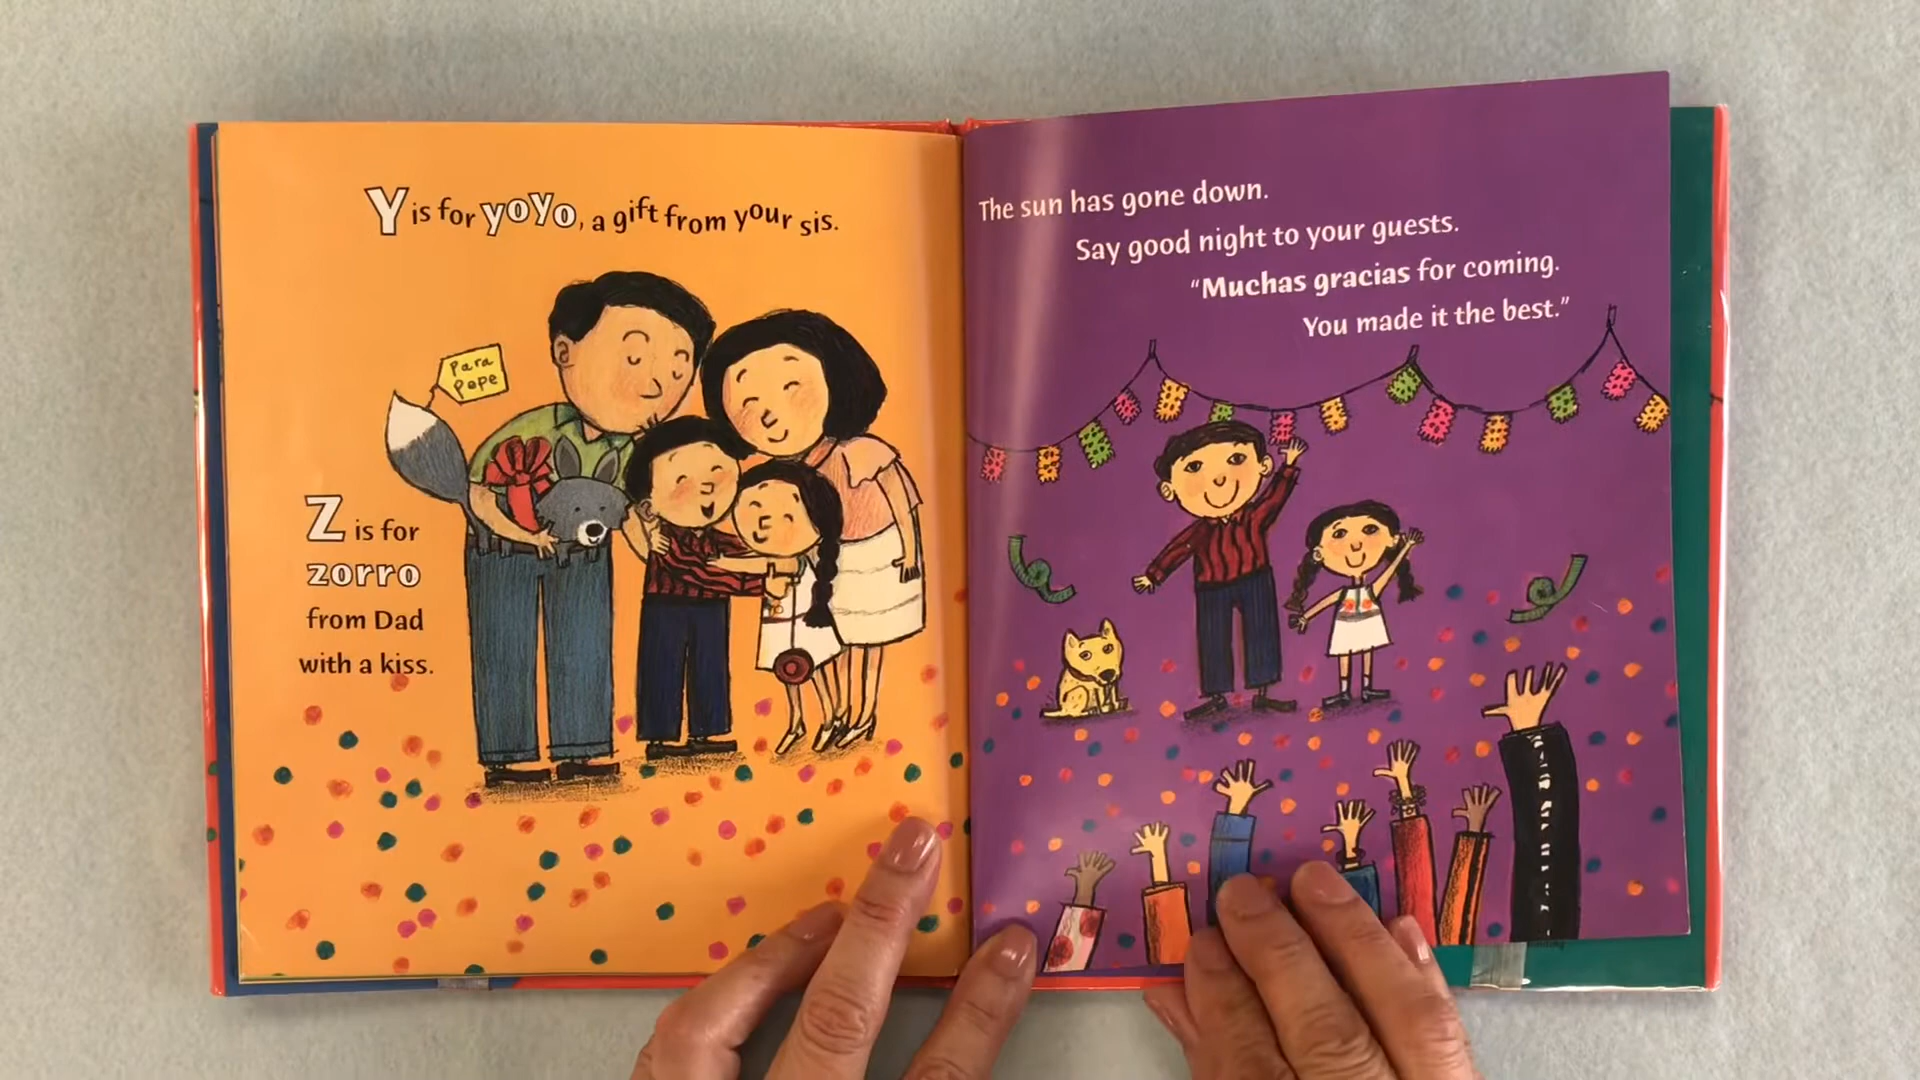 Y is for yoyo, a gift from your sis.
Para
Pepe
Z is for
zorro
from Dad
with a kiss.
The sun has gone down.
Say good night to your guests.
“Muchas gracias for coming.
You made it the best.”